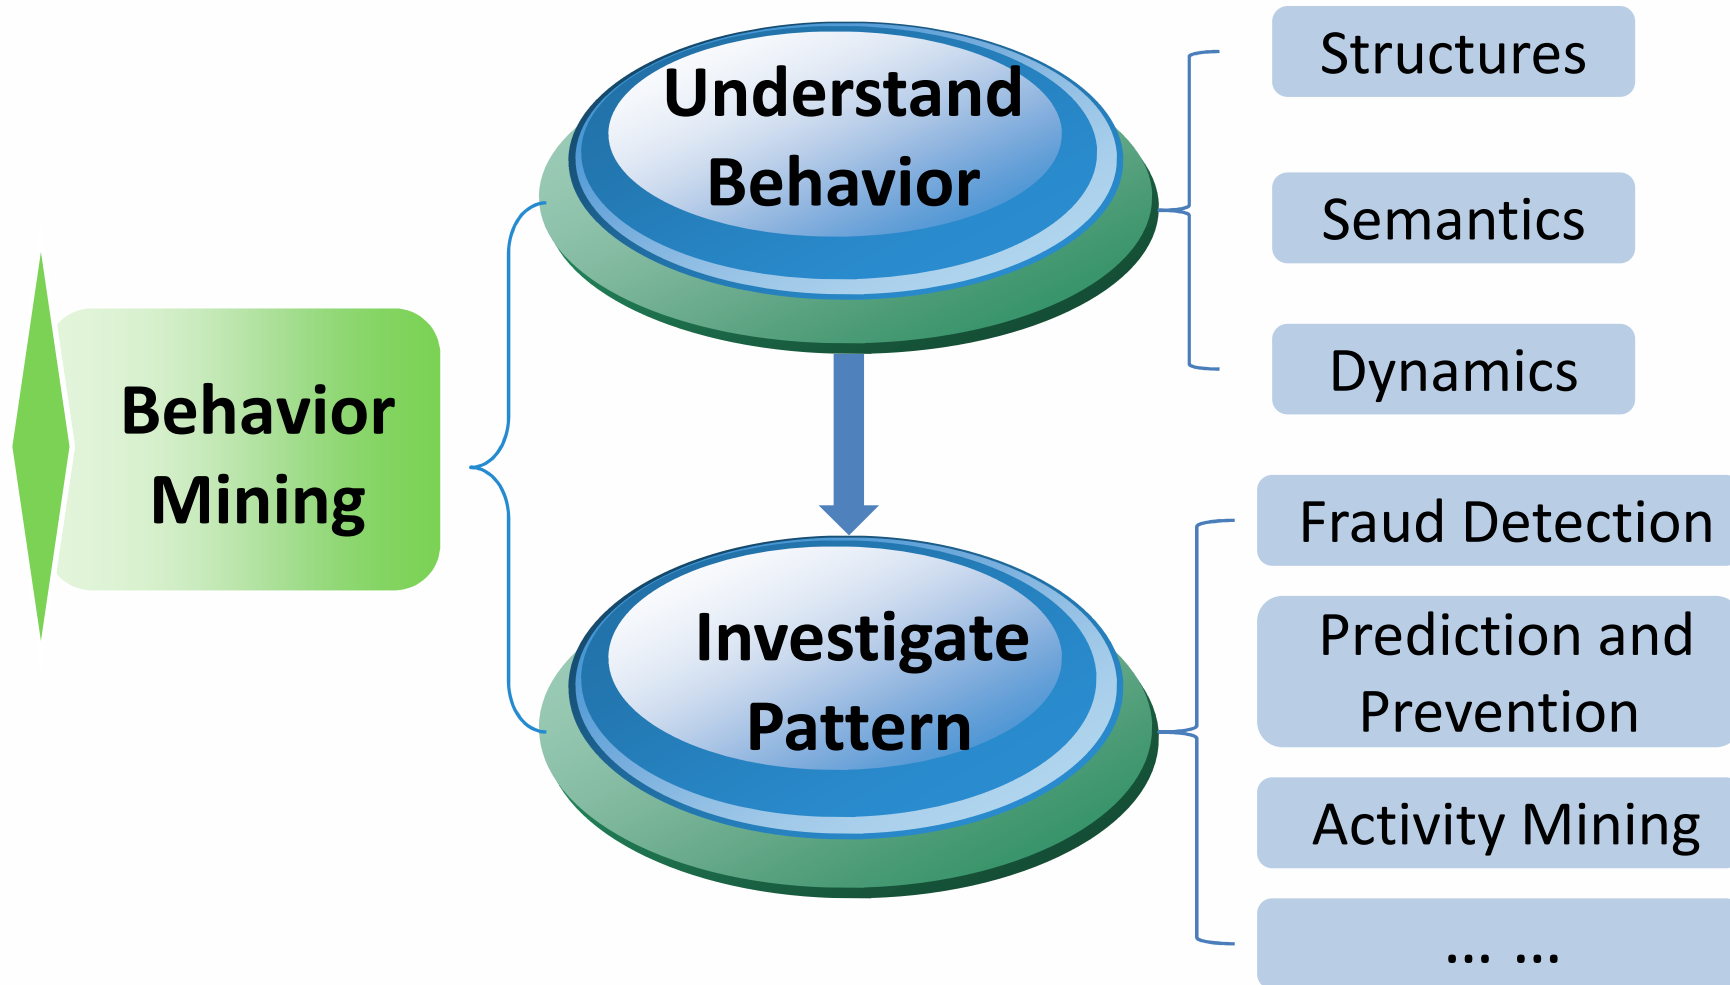 Behavior
Mining
Understand
Behavior
Structures
Semantics
Dynamics
Investigate
Pattern
Fraud Detection
Prediction and
Prevention
Activity Mining
... ...